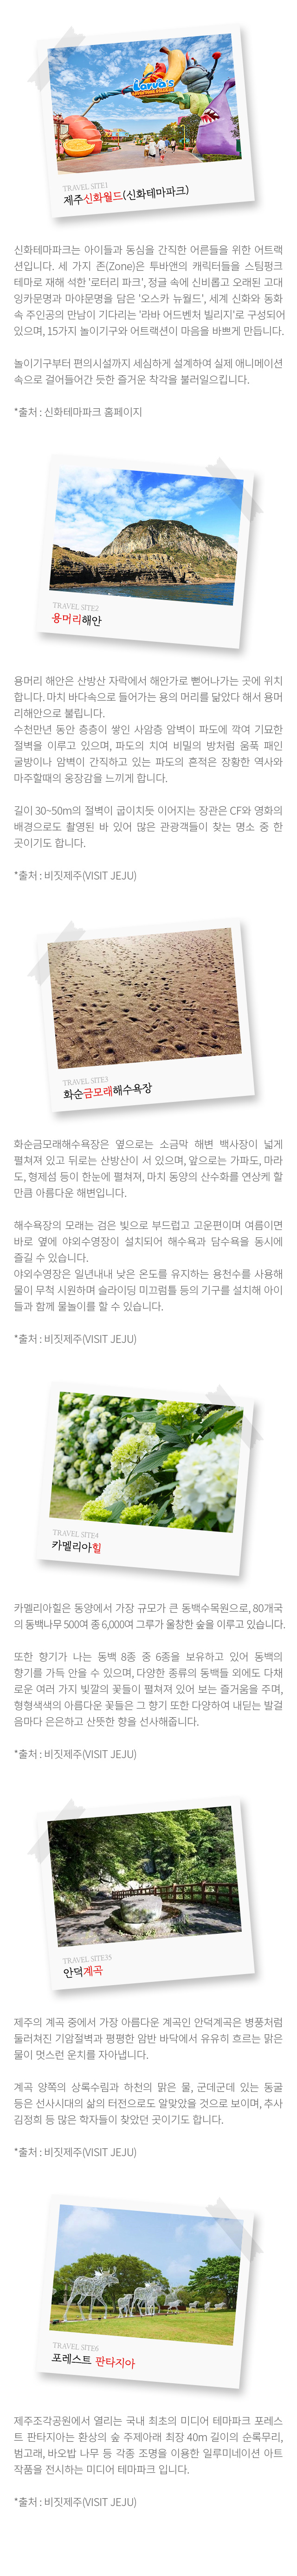 Larva's
TRAVEL SITE1
제주신화월드(신화테마파크)
신화테마파크는 아이들과 동심을 간직한 어른들을 위한 어트랙
션입니다. 세 가지 존(Zone)은 투바앤의 캐릭터들을 스팀펑크
테마로 재해 석한 '로터리 파크', 정글 속에 신비롭고 오래된 고대
잉카문명과 마야문명을 담은 '오스카 뉴월드', 세계 신화와 동화
속 주인공의 만남이 기다리는 '라바 어드벤처 빌리지'로 구성되어
있으며, 15가지 놀이기구와 어트랙션이 마음을 바쁘게 만듭니다.
놀이기구부터 편의시설까지 세심하게 설계하여 실제 애니메이션
속으로 걸어들어간 듯한 즐거운 착각을 불러일으킵니다.
*출처 : 신화테마파크 홈페이지
TRAVEL SITE2
용머리해안
용머리 해안은 산방산 자락에서 해안가로 뻗어나가는 곳에 위치
합니다. 마치 바다속으로 들어가는 용의 머리를 닮았다 해서 용머
리해안으로 불립니다.
수천만년 동안 층층이 쌓인 사암층 암벽이 파도에 깍여 기묘한
절벽을 이루고 있으며, 파도의 치여 비밀의 방처럼 움푹 패인
굴방이나 암벽이 간직하고 있는 파도의 흔적은 장황한 역사와
마주할때의 웅장감을 느끼게 합니다.
길이 30~50m의 절벽이 굽이치듯 이어지는 장관은 CF와 영화의
배경으로도 촬영된 바 있어 많은 관광객들이 찾는 명소 중 한
곳이기도 합니다.
*출처 : 비짓제주(VISIT JEJU)
TRAVEL SITE3
화순금모래해수욕장
화순금모래해수욕장은 옆으로는 소금막 해변 백사장이 넓게
펼쳐져 있고 뒤로는 산방산이 서 있으며, 앞으로는 가파도, 마라
도, 형제섬 등이 한눈에 펼쳐져, 마치 동양의 산수화를 연상케 할
만큼 아름다운 해변입니다.
해수욕장의 모래는 검은 빛으로 부드럽고 고운편이며 여름이면
바로 옆에 야외수영장이 설치되어 해수욕과 담수욕을 동시에
즐길 수 있습니다.
야외수영장은 일년내내 낮은 온도를 유지하는 용천수를 사용해
물이 무척 시원하며 슬라이딩 미끄럼틀 등의 기구를 설치해 아이
들과 함께 물놀이를 할 수 있습니다.
*출처 : 비짓제주(VISIT JEJU)
TRAVEL SITE4
카멜리아힐
카멜리아힐은 동양에서 가장 규모가 큰 동백수목원으로, 80개국
의 동백나무 500여 종 6,000여 그루가 울창한 숲을 이루고 있습니다.
또한 향기가 나는 동백 8종 중 6종을 보유하고 있어 동백의
향기를 가득 안을 수 있으며, 다양한 종류의 동백들 외에도 다채
로운 여러 가지 빛깔의 꽃들이 펼쳐져 있어 보는 즐거움을 주며,
형형색색의 아름다운 꽃들은 그 향기 또한 다양하여 내딛는 발걸
음마다 은은하고 산뜻한 향을 선사해줍니다.
*출처 : 비짓제주(VISIT JEJU)
TRAVEL SITE35
안덕계곡
제주의 계곡 중에서 가장 아름다운 계곡인 안덕계곡은 병풍처럼
둘러쳐진 기암절벽과 평평한 암반 바닥에서 유유히 흐르는 맑은
물이 멋스런 운치를 자아냅니다.
계곡 양쪽의 상록수림과 하천의 맑은 물, 군데군데 있는 동굴
등은 선사시대의 삶의 터전으로도 알맞았을 것으로 보이며, 추사
김정희 등 많은 학자들이 찾았던 곳이기도 합니다.
*출처 : 비짓제주(VISIT JEJU)
TRAVEL SITE6
포레스트 판타지아
제주조각공원에서 열리는 국내 최초의 미디어 테마파크 포레스
트 판타지아는 환상의 숲 주제아래 최장 40m 길이의 순록무리,
범고래, 바오밥 나무 등 각종 조명을 이용한 일루미네이션 아트
작품을 전시하는 미디어 테마파크 입니다.
*출처 : 비짓제주(VISIT JEJU)